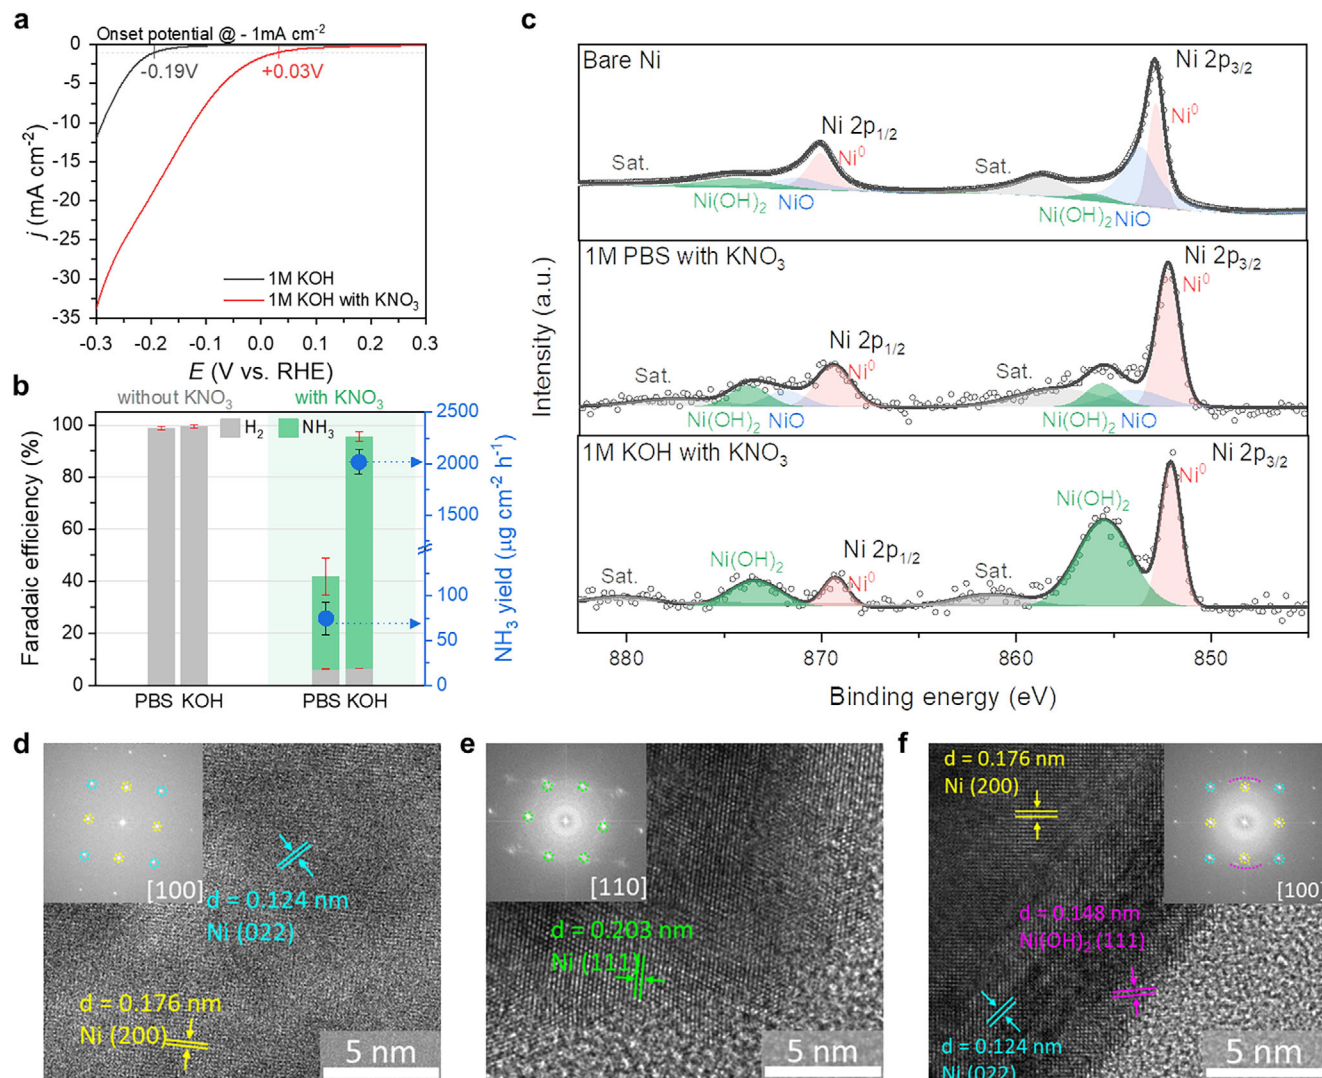 a
Onset potential @ - 1mA cm-2
0
-5
-10
-15
-20
-25
-30
-35
j (mA cm-2)
-0.19V
+0.03V
1M KOH
1M KOH with KNO3
-0.3 -0.2 -0.1 0.0 0.1 0.2 0.3
E (V vs. RHE)
b
without KNO3 with KNO3
H2 NH3
100
80
60
40
20
0
Faradaic efficiency (%)
2500
2000
1500
100
50
0
NH3 yield (μg cm-2 h-1)
PBS KOH PBS KOH
c
Bare Ni
Ni 2p3/2
Ni0
Ni 2p1/2
Ni0
Sat.
Sat.
Ni(OH)2 NiO
Ni(OH)2 NiO
1M PBS with KNO3
Ni 2p3/2
Ni0
Ni 2p1/2
Ni0
Sat.
Sat.
Ni(OH)2 NiO
Ni(OH)2 NiO
1M KOH with KNO3
Ni 2p3/2
Ni0
Ni(OH)2
Ni 2p1/2
Ni(OH)2
Ni0
Sat.
Sat.
Intensity (a.u.)
880 870 860 850
Binding energy (eV)
d
[100]
d = 0.124 nm
Ni (022)
d = 0.176 nm
Ni (200)
5 nm
e
[110]
d = 0.203 nm
Ni (111)
5 nm
f
d = 0.176 nm
Ni (200)
[100]
d = 0.148 nm
Ni(OH)2 (111)
d = 0.124 nm
Ni (022)
5 nm